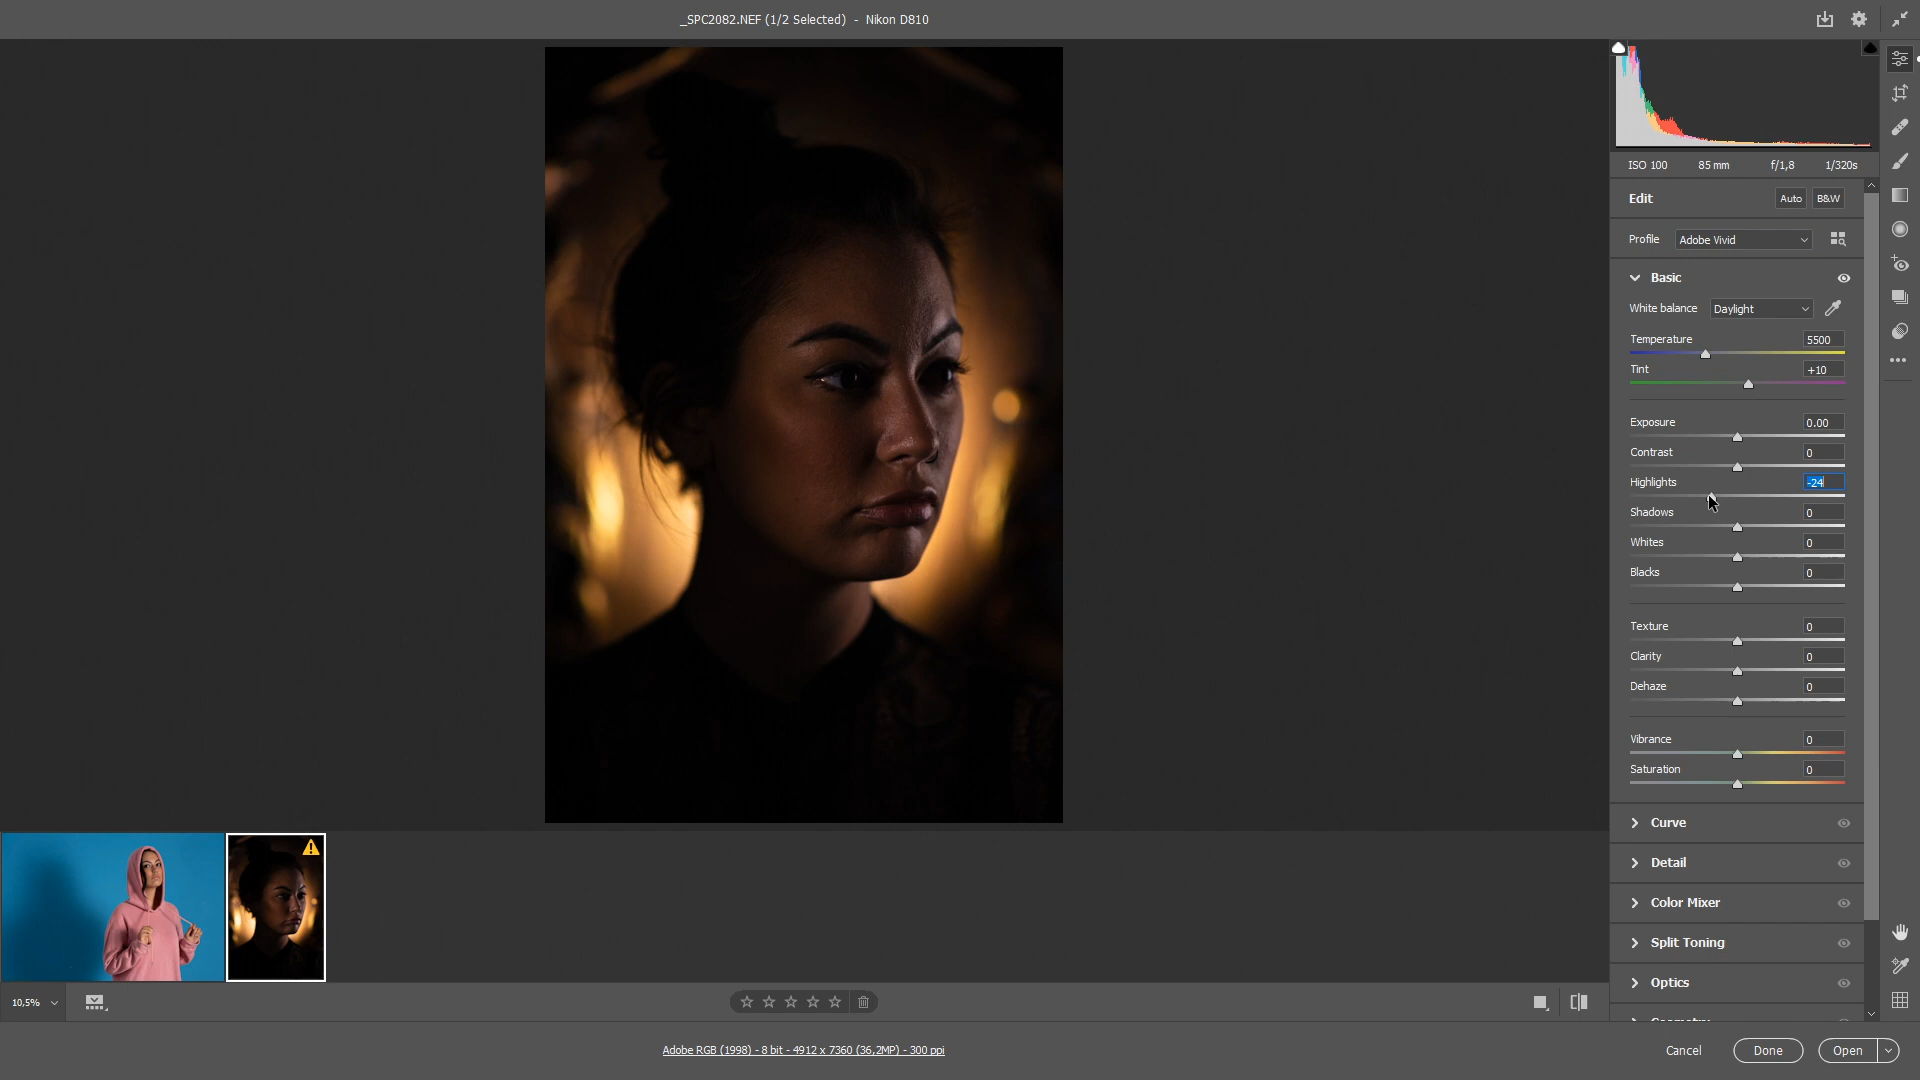 _SPC2082.NEF (1/2 Selected)  -  Nikon D810
ISO 100 85 mm f/1,8 1/320s
Edit Auto B&W
Profile Adobe Vivid
Basic
White balance Daylight
Temperature 5500
Tint +10
Exposure 0.00
Contrast 0
Highlights -24
Shadows 0
Whites 0
Blacks 0
Texture 0
Clarity 0
Dehaze 0
Vibrance 0
Saturation 0
Curve
Detail
Color Mixer
Split Toning
Optics
10,5%
Adobe RGB (1998) - 8 bit - 4912 x 7360 (36,2MP) - 300 ppi
Cancel Done Open